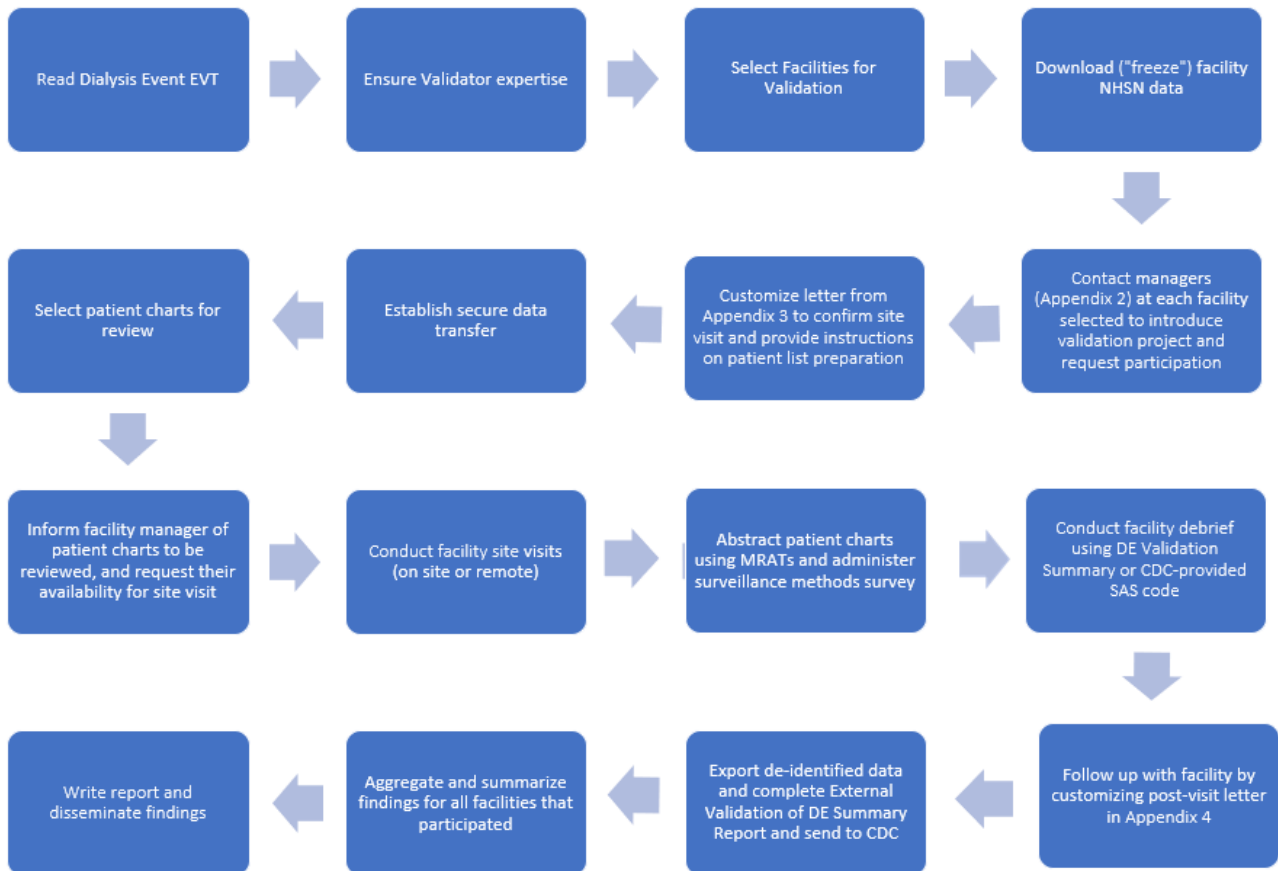 Read Dialysis Event EVT
Ensure Validator expertise
Select Facilities for
Validation
Download ("freeze") facility
NHSN data
Contact managers
(Appendix 2) at each facility
selected to introduce
validation project and
request participation
Customize letter from
Appendix 3 to confirm site
visit and provide instructions
on patient list preparation
Establish secure data
transfer
Select patient charts for
review
Inform facility manager of
patient charts to be
reviewed, and request their
availability for site visit
Conduct facility site visits
(on site or remote)
Abstract patient charts
using MRATs and administer
surveillance methods survey
Conduct facility debrief
using DE Validation
Summary or CDC-provided
SAS code
Follow up with facility by
customizing post-visit letter
in Appendix 4
Export de-identified data
and complete External
Validation of DE Summary
Report and send to CDC
Aggregate and summarize
findings for all facilities that
participated
Write report and
disseminate findings